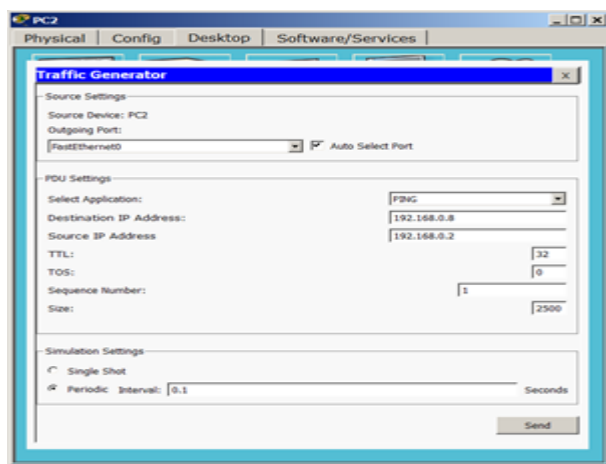 PC2
Physical Config Desktop Software/Services
Traffic Generator
Source Settings
Source Device: PC2
Outgoing Port:
FastEthernet0 Auto Select Port
PDU Settings
Select Application: PING
Destination IP Address: 192.168.0.8
Source IP Address 192.168.0.2
TTL: 32
TOS: 0
Sequence Number: 1
Size: 2500
Simulation Settings
Single Shot
Periodic Interval: 0.1 Seconds
Send